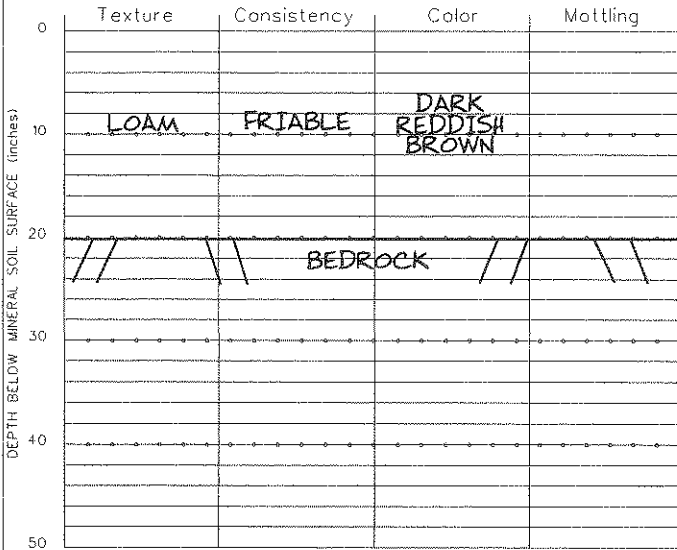 Texture Consistency Color Mottling
0
DEPTH BELOW MINERAL SOIL SURFACE (inches)
LOAM FRIABLE DARK REDDISH BROWN
10
20
BEDROCK
30
40
50